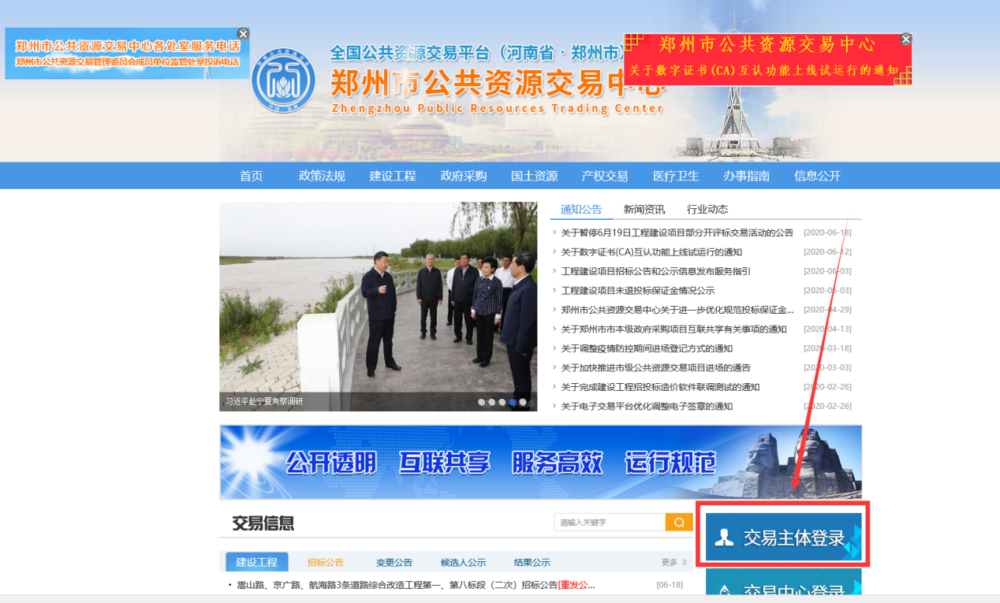 郑州市公共资源交易中心各处室服务电话
郑州市公共资源交易管理委员会成员单位监管处室投诉电话
全国公共资源交易平台（河南省·郑州市）
郑州市公共资源交易中心
Zhengzhou Public Resources Trading Center
郑州市公共资源交易中心
关于数字证书(CA)互认功能上线试运行的通知
首页 政策法规 建设工程 政府采购 国土资源 产权交易 医疗卫生 办事指南 信息公开
习近平赴宁夏考察调研
通知公告 新闻资讯 行业动态
关于暂停6月19日工程建设项目部分开评标交易活动的公告 [2020-06-18]
关于数字证书(CA)互认功能上线试运行的通知 [2020-06-12]
工程建设项目招标公告和公示信息发布服务指引 [2020-06-03]
工程建设项目未退投标保证金情况公示 [2020-06-03]
郑州市公共资源交易中心关于进一步优化规范投标保证金... [2020-04-29]
关于郑州市市本级政府采购项目互联共享有关事项的通知 [2020-04-13]
关于调整疫情防控期间进场登记方式的通知 [2020-03-18]
关于加快推进市级公共资源交易项目进场的通告 [2020-03-03]
关于完成建设工程招投标造价软件联调测试的通知 [2020-02-26]
关于电子交易平台优化调整电子签章的通知 [2020-02-26]
公开透明 互联共享 服务高效 运行规范
交易信息
请输入关键字
交易主体登录
建设工程 招标公告 变更公告 候选人公示 结果公示 更多 》
嵩山路、京广路、航海路3条道路综合改造工程第一、第八标段（二次）招标公告[重发公... [06-18]
交易中心登录